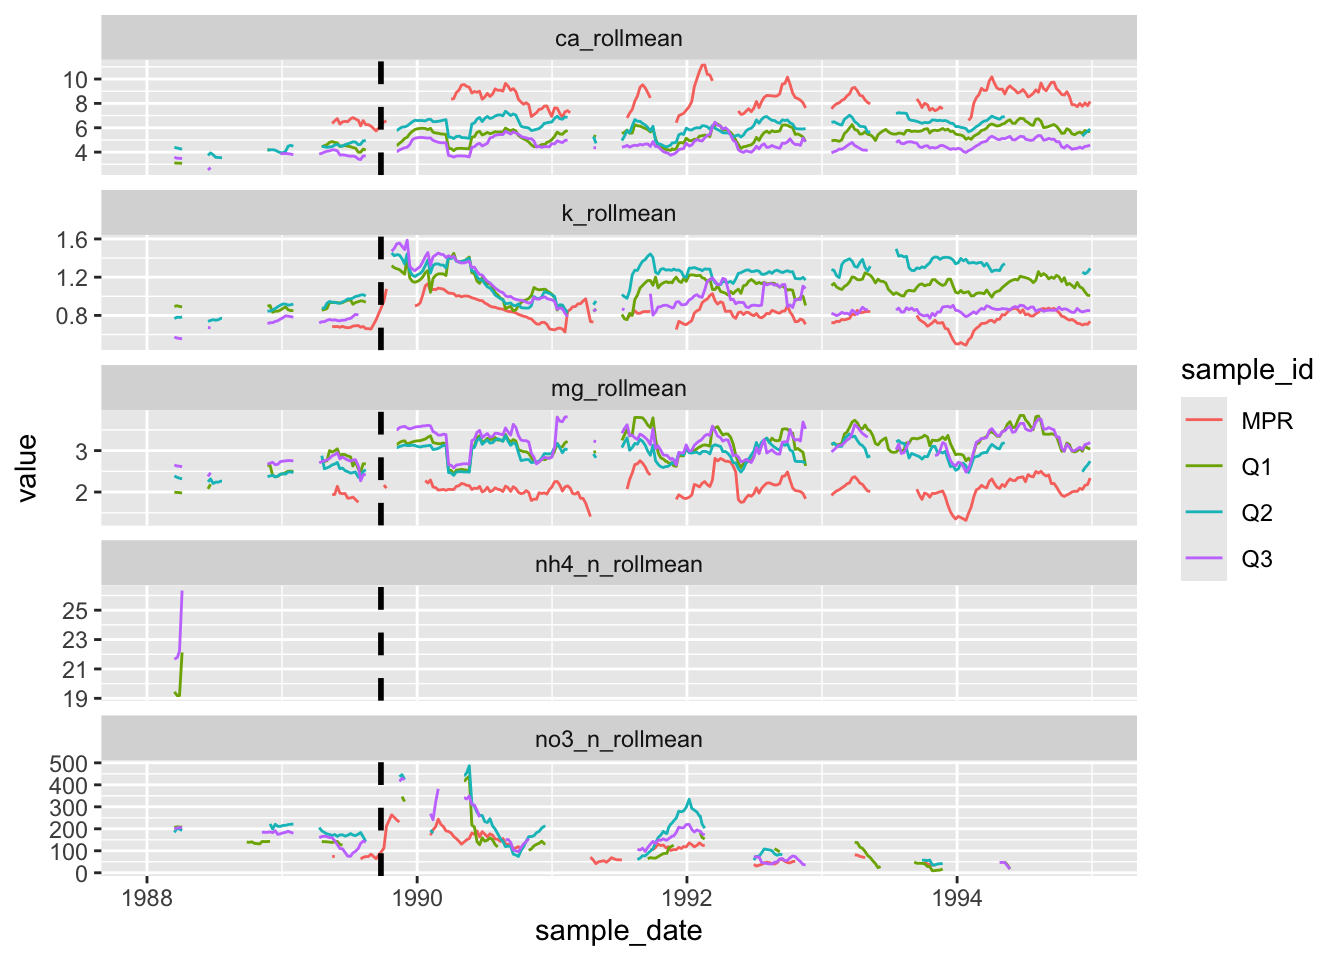 ca_rollmean
10
8
6
4
k_rollmean
1.6
1.2
0.8
mg_rollmean
3
2
nh4_n_rollmean
25
23
21
19
no3_n_rollmean
500
400
300
200
100
0
1988 1990 1992 1994
sample_date
value
sample_id
MPR
Q1
Q2
Q3